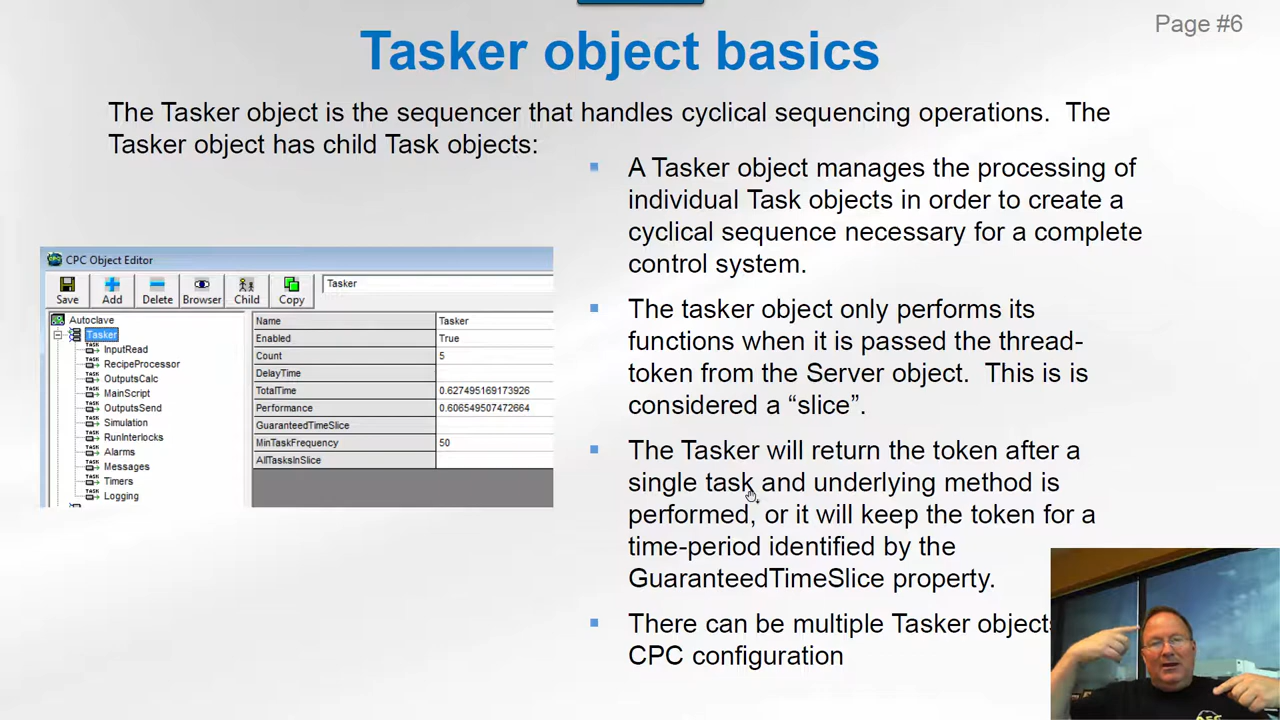 Page #6
Tasker object basics
The Tasker object is the sequencer that handles cyclical sequencing operations.  The
Tasker object has child Task objects:
A Tasker object manages the processing of
individual Task objects in order to create a
cyclical sequence necessary for a complete
control system.
The tasker object only performs its
functions when it is passed the thread-
token from the Server object.  This is is
considered a “slice”.
The Tasker will return the token after a
single task and underlying method is
performed, or it will keep the token for a
time-period identified by the
GuaranteedTimeSlice property.
There can be multiple Tasker objects
CPC configuration
CPC Object Editor
Save Add Delete Browser Child Copy Tasker
Autoclave
Tasker
InputRead
RecipeProcessor
OutputsCalc
MainScript
OutputsSend
Simulation
RunInterlocks
Alarms
Messages
Timers
Logging
Name Tasker
Enabled True
Count 5
DelayTime
TotalTime 0.627495169173926
Performance 0.606549507472664
GuaranteedTimeSlice
MinTaskFrequency 50
AllTasksInSlice